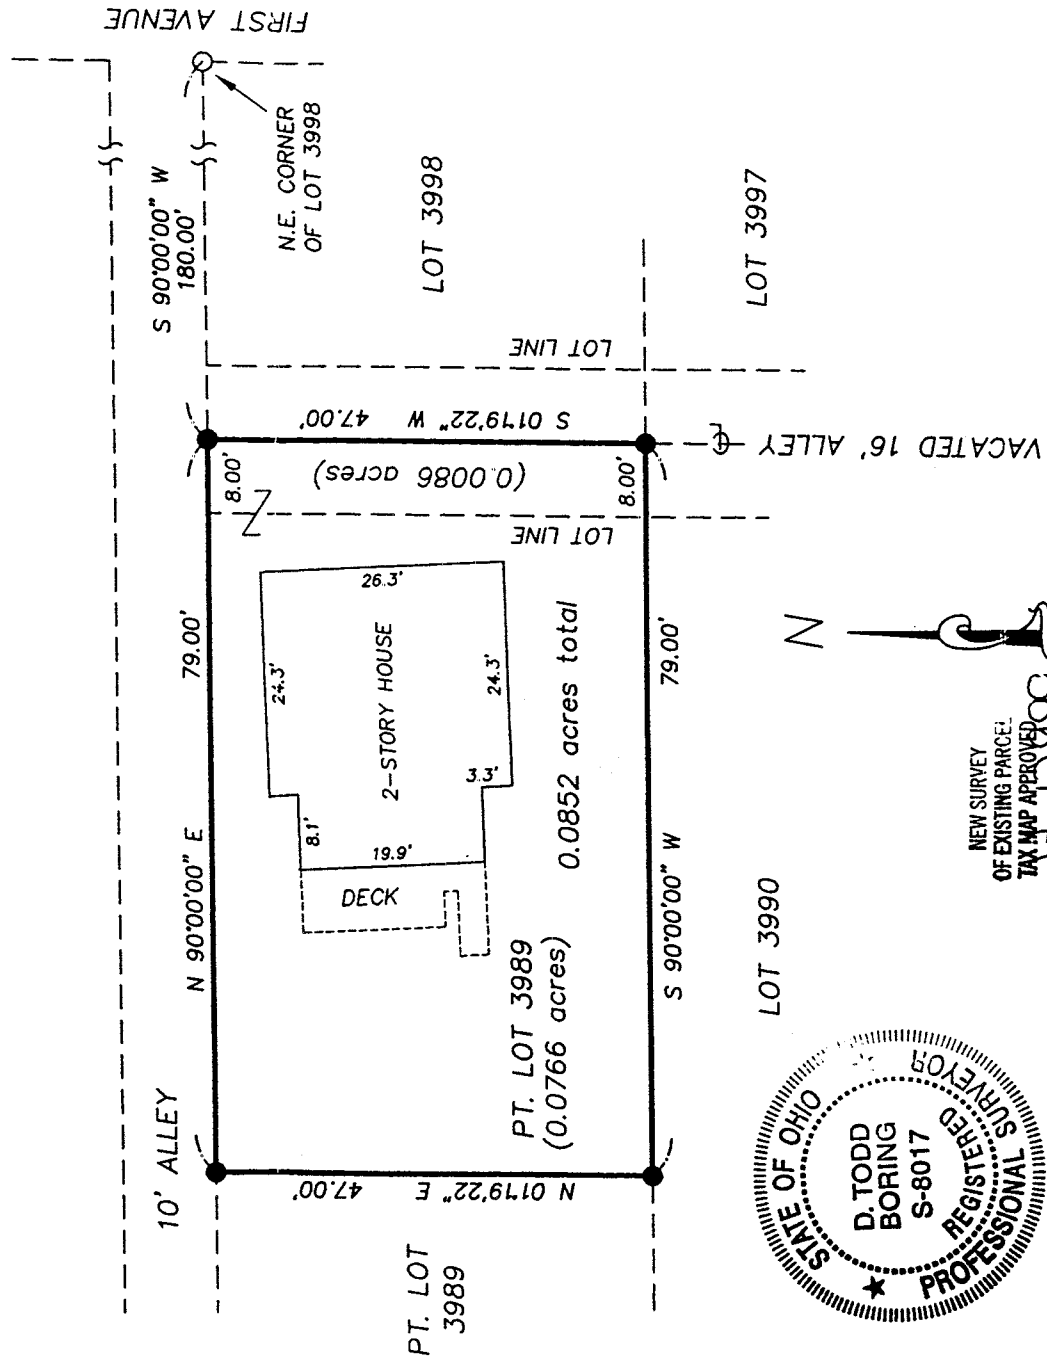 FIRST AVENUE
S 90°00'00" W
180.00'
N.E. CORNER
OF LOT 3998
LOT 3998
LOT 3997
LOT LINE
S 01°19'22" W 47.00'
(0.0086 acres)
8.00'
8.00'
VACATED 16' ALLEY
LOT LINE
10' ALLEY
N 90°00'00" E
79.00'
26.3'
24.3'
2-STORY HOUSE
24.3'
3.3'
8.1'
19.9'
DECK
0.0852 acres total
PT. LOT 3989
(0.0766 acres)
S 90°00'00" W
79.00'
N 01°19'22" E 47.00'
PT. LOT
3989
LOT 3990
N
NEW SURVEY
OF EXISTING PARCEL
TAX MAP APPROVED
STATE OF OHIO
D. TODD
BORING
S-8017
REGISTERED
PROFESSIONAL SURVEYOR